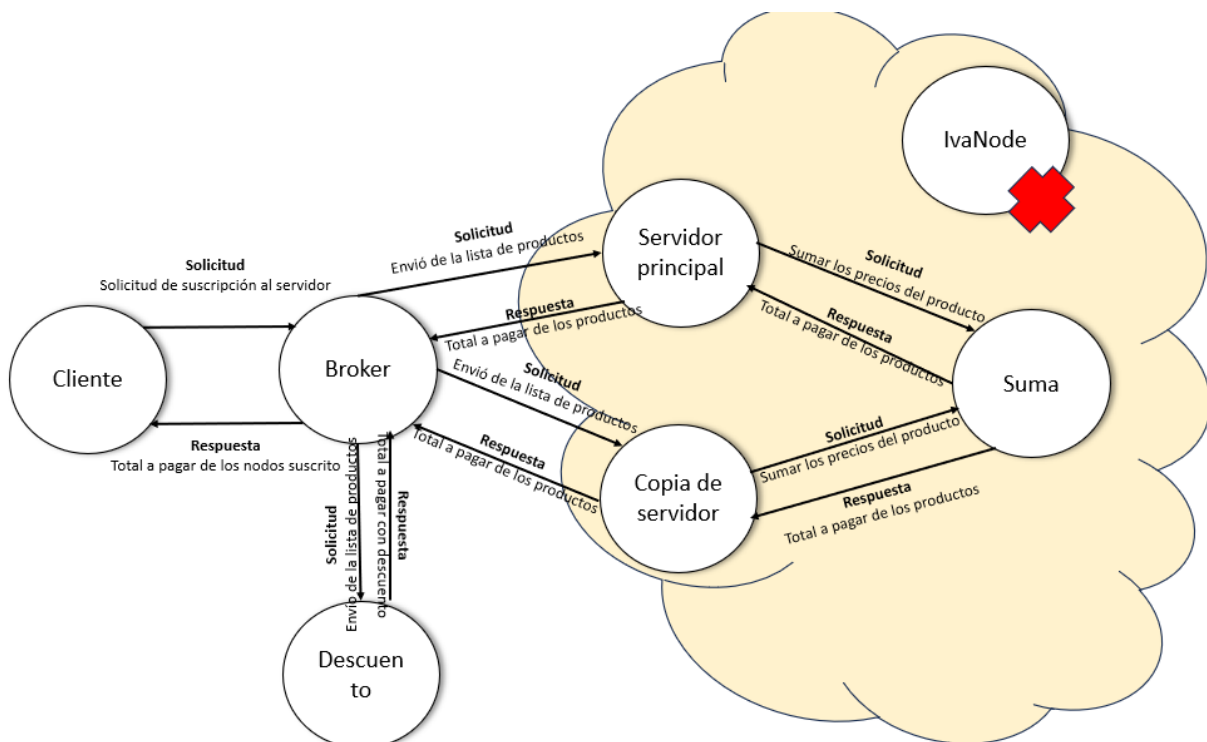 IvaNode
Solicitud
Envió de la lista de productos
Servidor
principal
Solicitud
Sumar los precios del producto
Solicitud
Solicitud de suscripción al servidor
Respuesta
Total a pagar de los productos
Respuesta
Total a pagar de los productos
Cliente
Broker
Suma
Solicitud
Envió de la lista de productos
Respuesta
Total a pagar de los nodos suscrito
Respuesta
Total a pagar de los productos
Solicitud
Sumar los precios del producto
Copia de
servidor
Respuesta
Total a pagar de los productos
Solicitud
Envío de la lista de productos
Total a pagar con descuento
Respuesta
Descuen
to